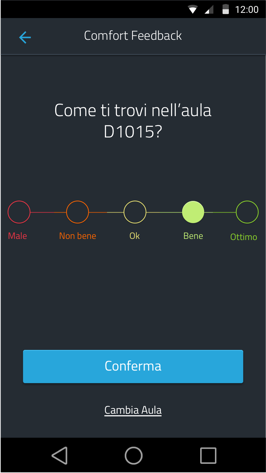 12:00
Comfort Feedback
Come ti trovi nell'aula
D1015?
Male Non bene Ok Bene Ottimo
Conferma
Cambia Aula